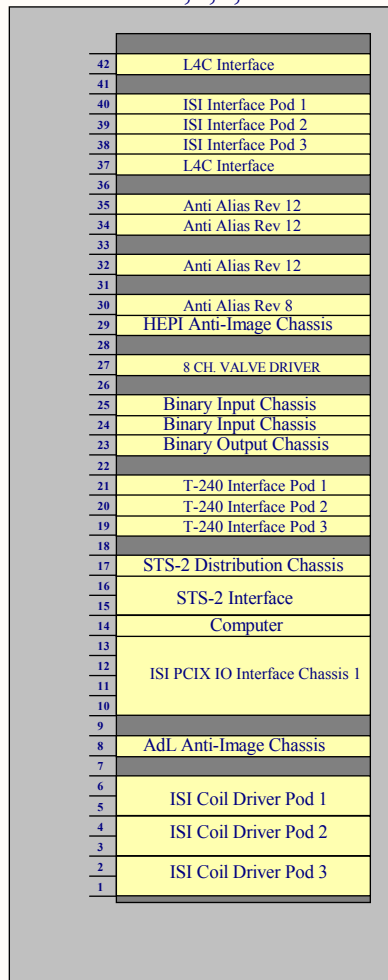 42 L4C Interface
41
40 ISI Interface Pod 1
39 ISI Interface Pod 2
38 ISI Interface Pod 3
37 L4C Interface
36
35 Anti Alias Rev 12
34 Anti Alias Rev 12
33
32 Anti Alias Rev 12
31
30 Anti Alias Rev 8
29 HEPI Anti-Image Chassis
28
27 8 CH. VALVE DRIVER
26
25 Binary Input Chassis
24 Binary Input Chassis
23 Binary Output Chassis
22
21 T-240 Interface Pod 1
20 T-240 Interface Pod 2
19 T-240 Interface Pod 3
18
17 STS-2 Distribution Chassis
16
STS-2 Interface
15
14 Computer
13
12
ISI PCIX IO Interface Chassis 1
11
10
9
8 AdL Anti-Image Chassis
7
6
ISI Coil Driver Pod 1
5
4
ISI Coil Driver Pod 2
3
2
ISI Coil Driver Pod 3
1